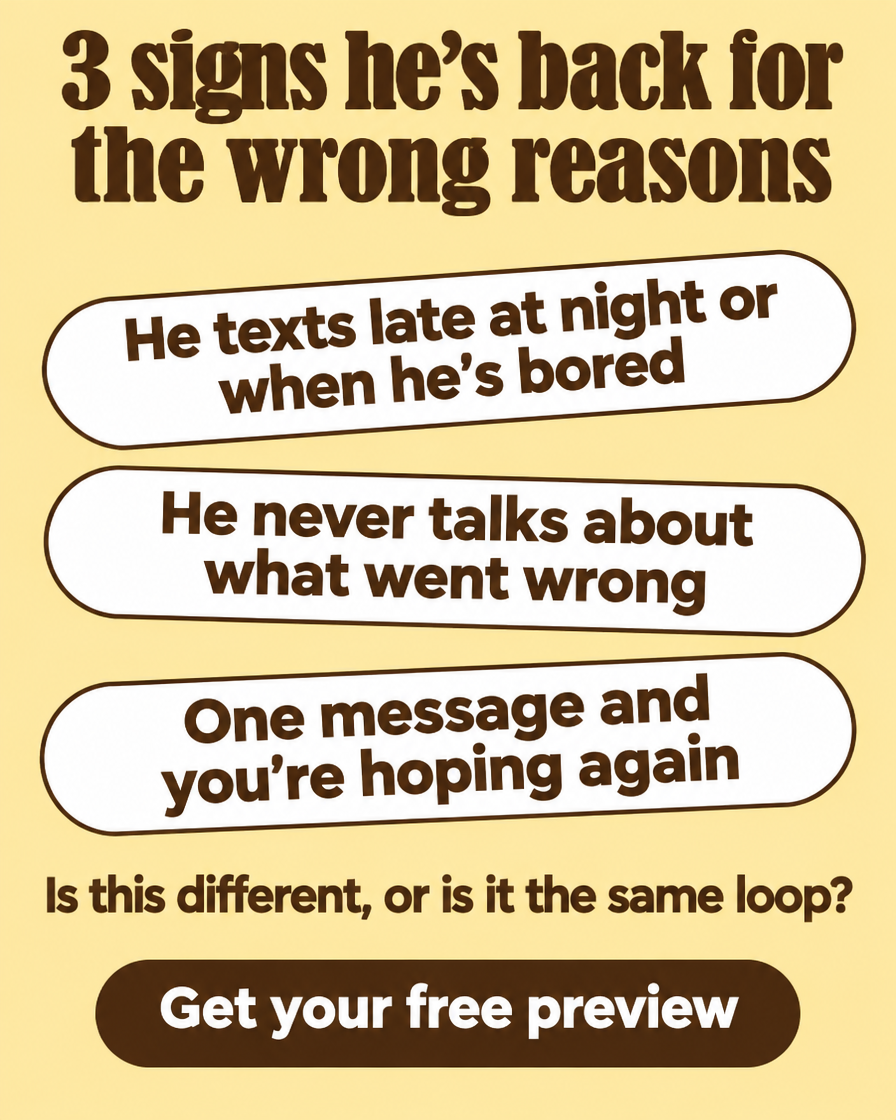 3 signs he's back for
the wrong reasons
He texts late at night or
when he's bored
He never talks about
what went wrong
One message and
you're hoping again
Is this different, or is it the same loop?
Get your free preview